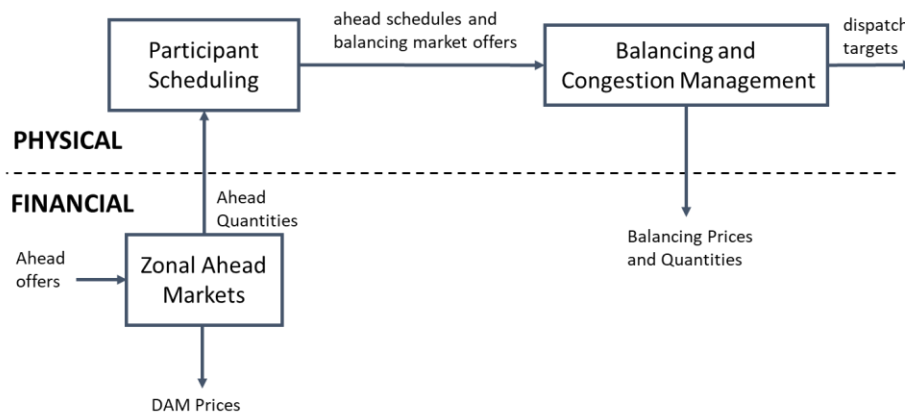 ahead schedules and
balancing market offers
dispatch
targets
Participant
Scheduling
Balancing and
Congestion Management
PHYSICAL
FINANCIAL
Ahead
Quantities
Ahead
offers
Zonal Ahead
Markets
Balancing Prices
and Quantities
DAM Prices